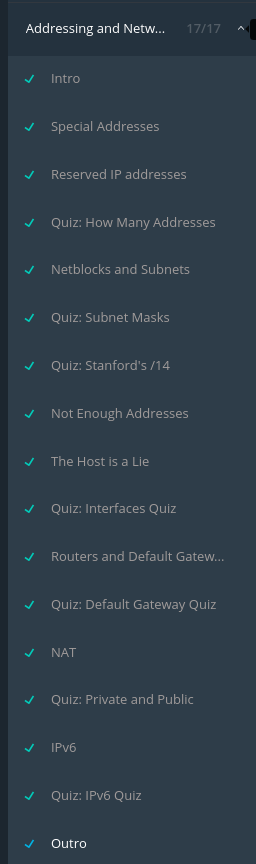 Addressing and Netw... 17/17
Intro
Special Addresses
Reserved IP addresses
Quiz: How Many Addresses
Netblocks and Subnets
Quiz: Subnet Masks
Quiz: Stanford's /14
Not Enough Addresses
The Host is a Lie
Quiz: Interfaces Quiz
Routers and Default Gatew...
Quiz: Default Gateway Quiz
NAT
Quiz: Private and Public
IPv6
Quiz: IPv6 Quiz
Outro